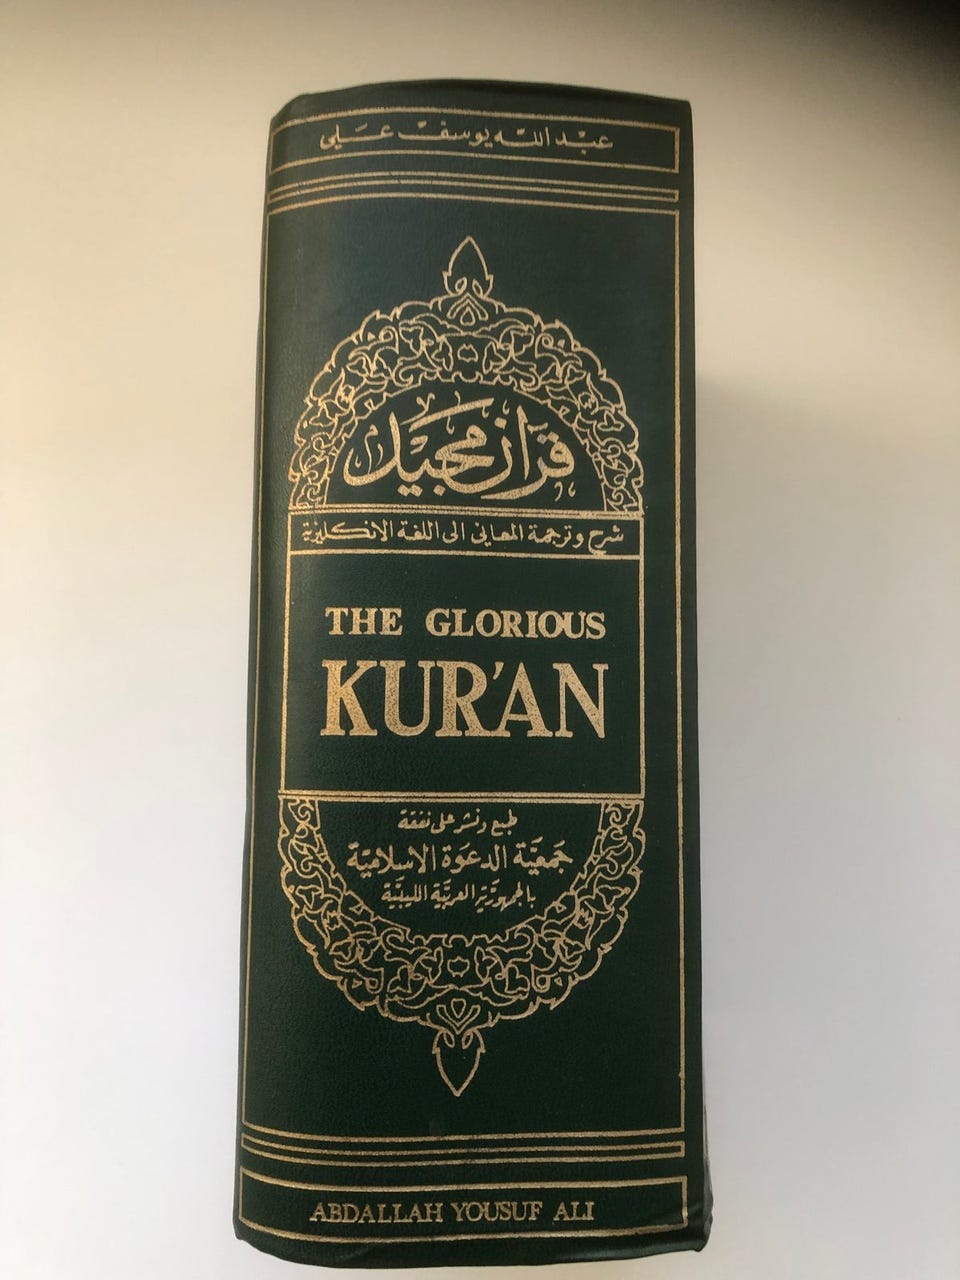 عبد الله يوسف علي
قرآن مجيد
شرح وترجمة المعاني الى اللغة الانكليزية
THE GLORIOUS
KUR'AN
طبع ونشر على نفقة
جمعية الدعوة الاسلامية
بالجمهورية العربية الليبية
ABDALLAH YOUSUF ALI